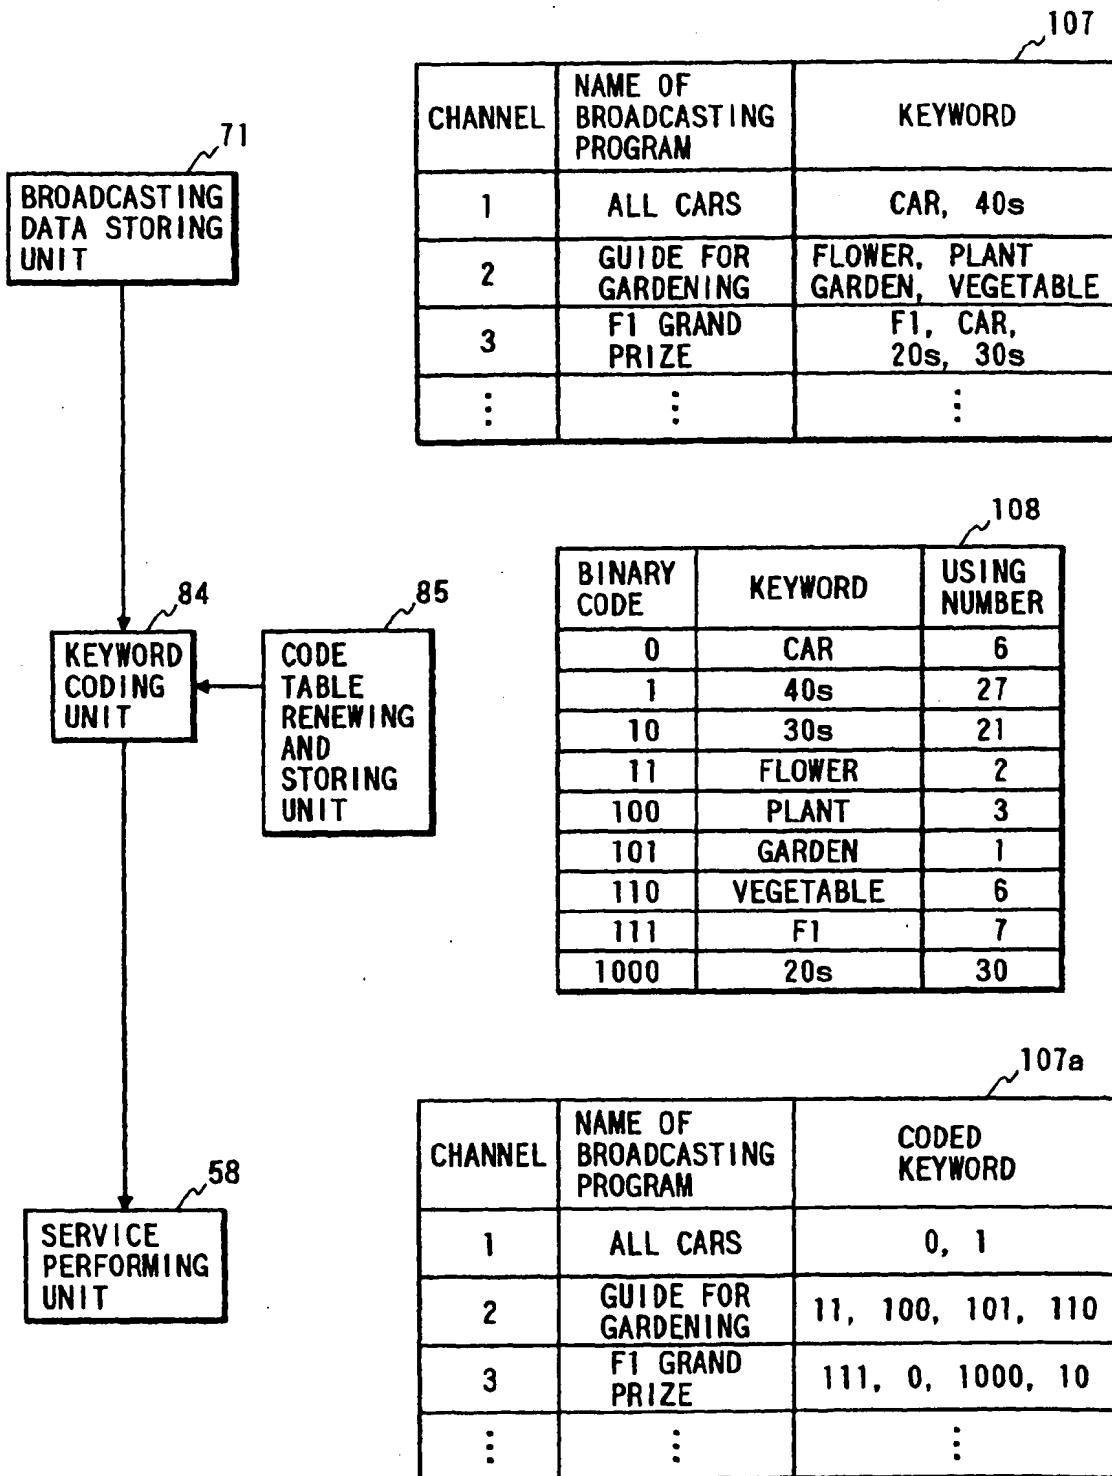 107
CHANNEL
NAME OF
BROADCASTING
PROGRAM
KEYWORD
1
ALL CARS
CAR, 40s
2
GUIDE FOR
GARDENING
FLOWER, PLANT
GARDEN, VEGETABLE
3
F1 GRAND
PRIZE
F1, CAR,
20s, 30s
⋮ ⋮ ⋮
71
BROADCASTING
DATA STORING
UNIT
84
KEYWORD
CODING
UNIT
85
CODE
TABLE
RENEWING
AND
STORING
UNIT
58
SERVICE
PERFORMING
UNIT
108
BINARY
CODE
KEYWORD
USING
NUMBER
0 CAR 6
1 40s 27
10 30s 21
11 FLOWER 2
100 PLANT 3
101 GARDEN 1
110 VEGETABLE 6
111 F1 7
1000 20s 30
107a
CHANNEL
NAME OF
BROADCASTING
PROGRAM
CODED
KEYWORD
1
ALL CARS
0, 1
2
GUIDE FOR
GARDENING
11, 100, 101, 110
3
F1 GRAND
PRIZE
111, 0, 1000, 10
⋮ ⋮ ⋮